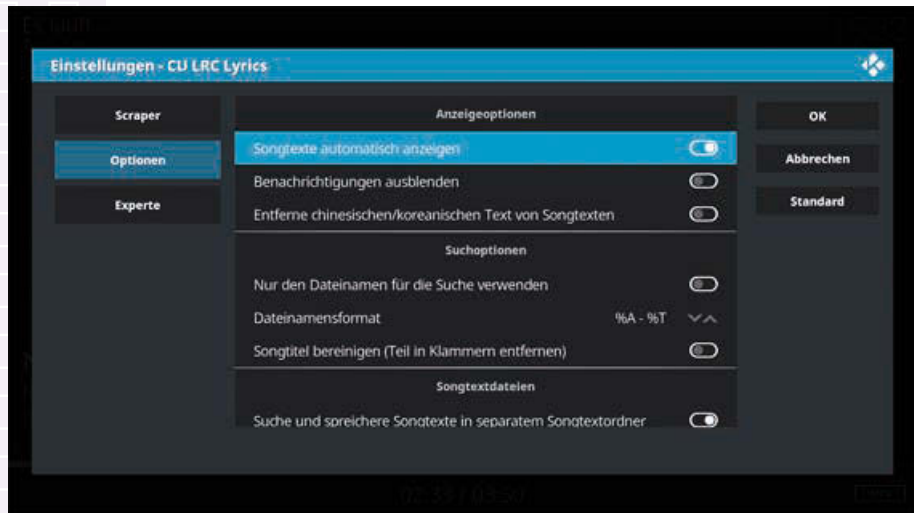 Einstellungen - CU LRC Lyrics
Scraper
Optionen
Experte
Anzeigeoptionen
Songtexte automatisch anzeigen
Benachrichtigungen ausblenden
Entferne chinesischen/koreanischen Text von Songtexten
Suchoptionen
Nur den Dateinamen für die Suche verwenden
Dateinamensformat %A - %T
Songtitel bereinigen (Teil in Klammern entfernen)
Songtextdateien
Suche und spreichere Songtexte in separatem Songtextordner
OK
Abbrechen
Standard